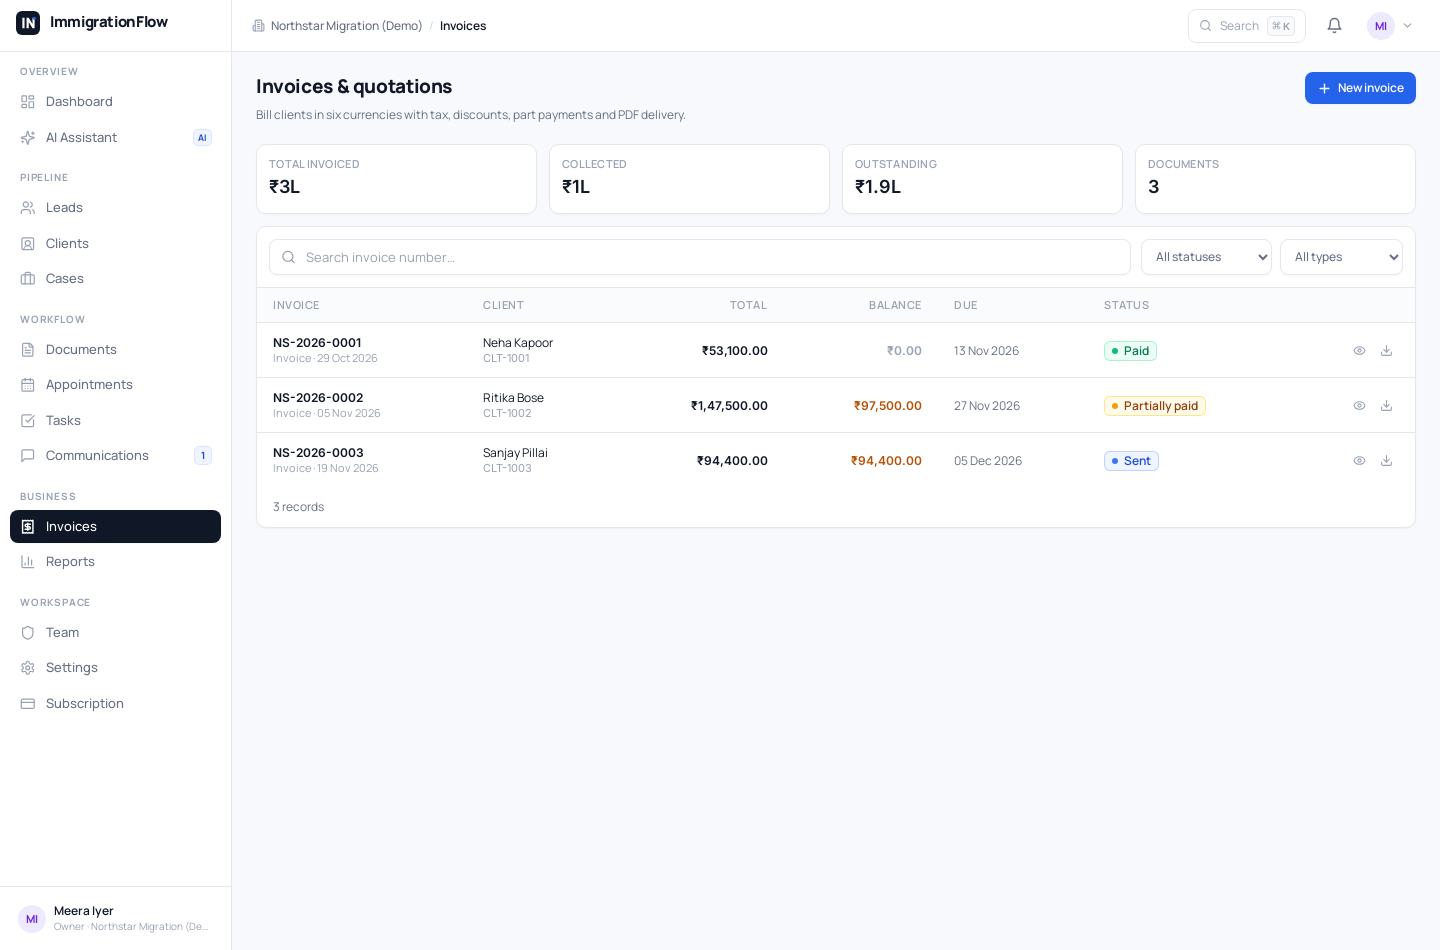 IN ImmigrationFlow
Northstar Migration (Demo) / Invoices
Search ⌘K
MI
OVERVIEW
Dashboard
AI Assistant AI
PIPELINE
Leads
Clients
Cases
WORKFLOW
Documents
Appointments
Tasks
Communications 1
BUSINESS
Invoices
Reports
WORKSPACE
Team
Settings
Subscription
MI Meera Iyer
Owner · Northstar Migration (De...
Invoices & quotations
New invoice
Bill clients in six currencies with tax, discounts, part payments and PDF delivery.
TOTAL INVOICED
₹3L
COLLECTED
₹1L
OUTSTANDING
₹1.9L
DOCUMENTS
3
Search invoice number... All statuses All types
INVOICE CLIENT TOTAL BALANCE DUE STATUS
NS-2026-0001 Neha Kapoor ₹53,100.00 ₹0.00 13 Nov 2026 Paid
Invoice · 29 Oct 2026 CLT-1001
NS-2026-0002 Ritika Bose ₹1,47,500.00 ₹97,500.00 27 Nov 2026 Partially paid
Invoice · 05 Nov 2026 CLT-1002
NS-2026-0003 Sanjay Pillai ₹94,400.00 ₹94,400.00 05 Dec 2026 Sent
Invoice · 19 Nov 2026 CLT-1003
3 records